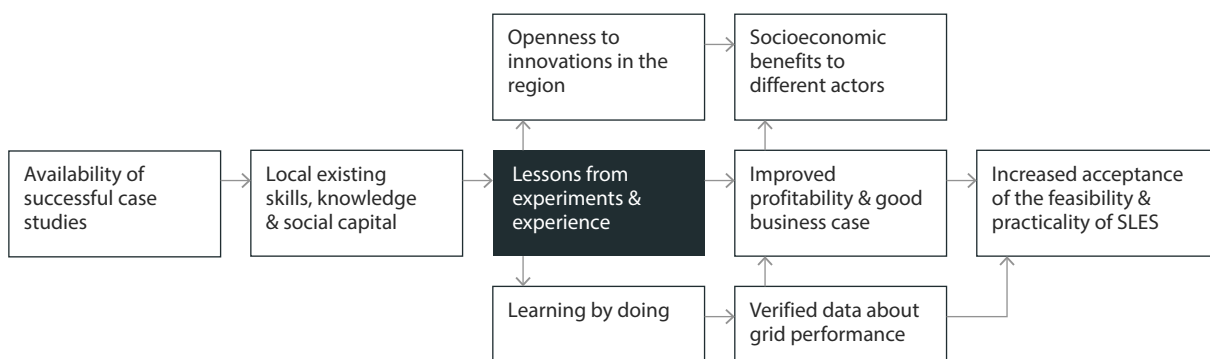 Openness to
innovations in the
region
Socioeconomic
benefits to
different actors
Availability of
successful case
studies
Local existing
skills, knowledge
& social capital
Lessons from
experiments &
experience
Improved
profitability & good
business case
Increased acceptance
of the feasibility &
practicality of SLES
Learning by doing
Verified data about
grid performance